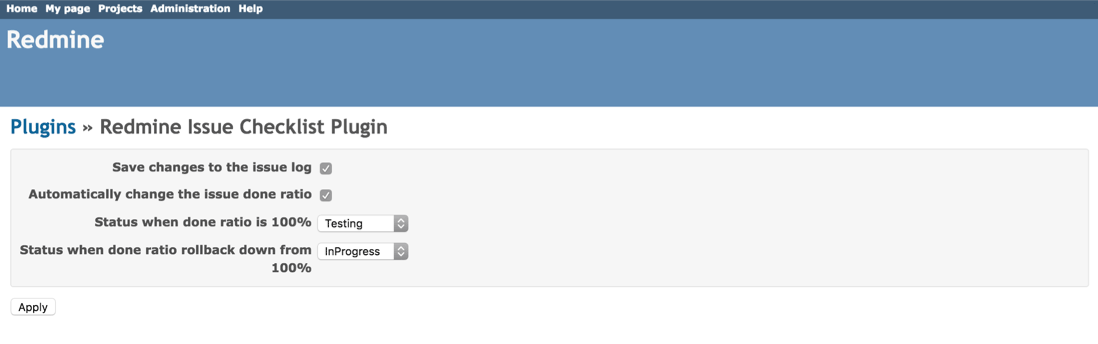 Home My page Projects Administration Help
Redmine
Plugins » Redmine Issue Checklist Plugin
Save changes to the issue log
Automatically change the issue done ratio
Status when done ratio is 100% Testing
Status when done ratio rollback down from InProgress
100%
Apply